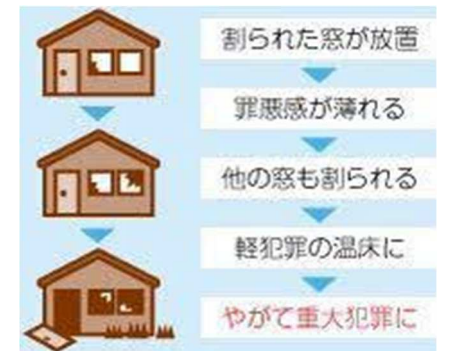 割られた窓が放置
罪悪感が薄れる
他の窓も割られる
軽犯罪の温床に
やがて重大犯罪に